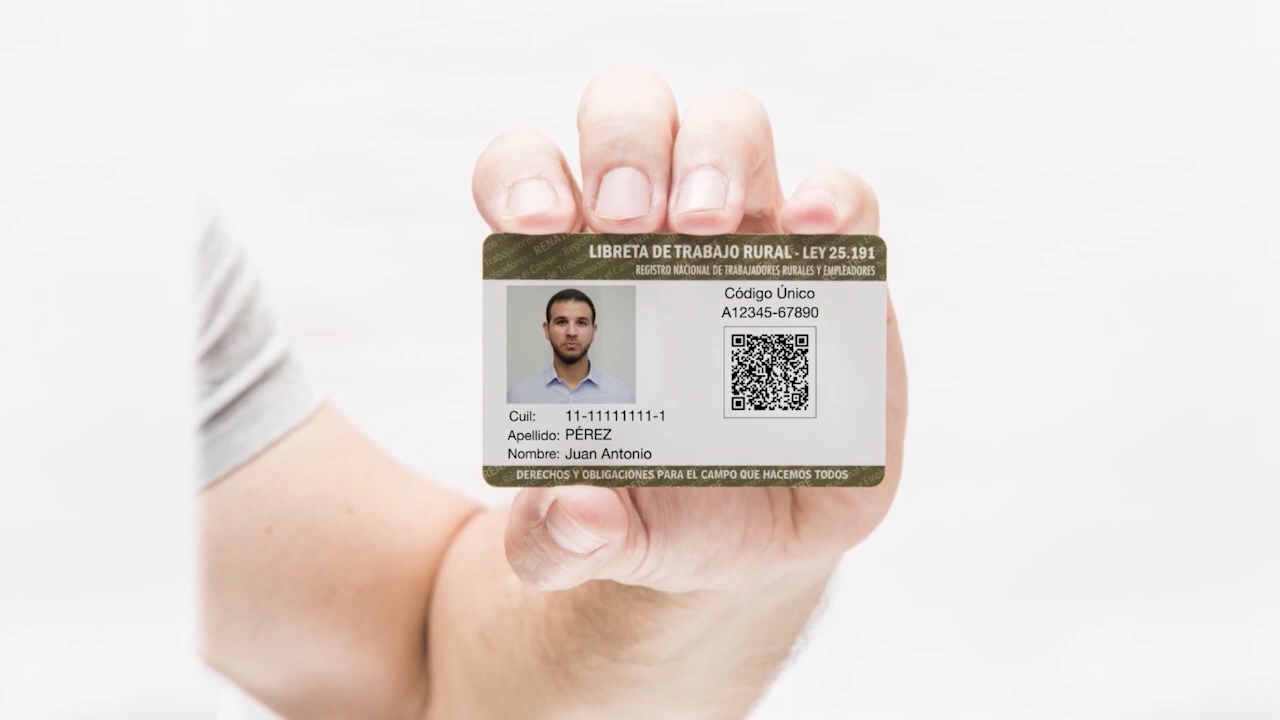 LIBRETA DE TRABAJO RURAL - LEY 25.191
REGISTRO NACIONAL DE TRABAJADORES RURALES Y EMPLEADORES
Código Único
A12345-67890
Cuil: 11-11111111-1
Apellido: PÉREZ
Nombre: Juan Antonio
DERECHOS Y OBLIGACIONES PARA EL CAMPO QUE HACEMOS TODOS